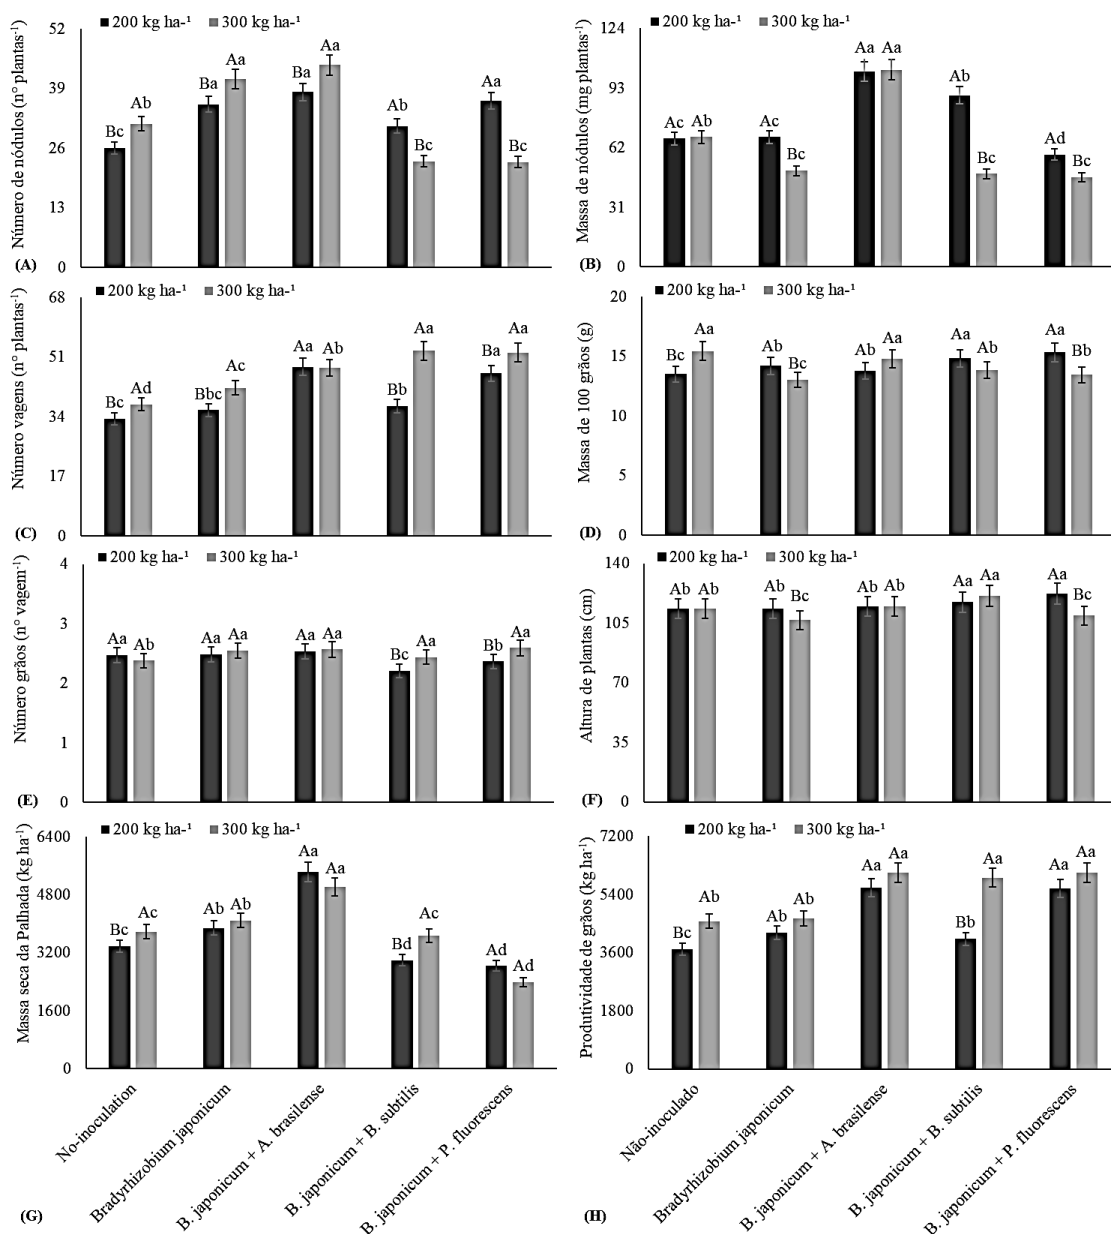 200 kg ha-¹ 300 kg ha-¹
Número de nódulos (n° plantas-¹)
52
39
26
13
0
Bc Ab Ba Aa Ba Aa Ab Bc Aa Bc
(A)
200 kg ha-¹ 300 kg ha-¹
Massa de nódulos (mg plantas-¹)
124
93
62
31
0
Ac Ab Ac Bc Aa Aa Ab Bc Ad Bc
(B)
200 kg ha-¹ 300 kg ha-¹
Número vagens (n° plantas-¹)
68
51
34
17
0
Bc Ad Bbc Ac Aa Ab Bb Aa Ba Aa
(C)
200 kg ha-¹ 300 kg ha-¹
Massa de 100 grãos (g)
20
15
10
5
0
Bc Aa Ab Bc Ab Aa Aa Ab Aa Bb
(D)
200 kg ha-¹ 300 kg ha-¹
Número grãos (n° vagem-¹)
4
3
2
1
0
Aa Ab Aa Aa Aa Aa Bc Aa Bb Aa
(E)
200 kg ha-¹ 300 kg ha-¹
Altura de plantas (cm)
140
105
70
35
0
Ab Ab Ab Bc Ab Ab Aa Aa Aa Bc
(F)
200 kg ha-¹ 300 kg ha-¹
Massa seca da Palhada (kg ha-¹)
6400
4800
3200
1600
0
Bc Ac Ab Ab Aa Aa Bd Ac Ad Ad
No-inoculation
Bradyrhizobium japonicum
B. japonicum + A. brasilense
B. japonicum + B. subtilis
B. japonicum + P. fluorescens
(G)
200 kg ha-¹ 300 kg ha-¹
Produtividade de grãos (kg ha-¹)
7200
5400
3600
1800
0
Bc Ab Ab Ab Aa Aa Bb Aa Aa Aa
Não-inoculado
Bradyrhizobium japonicum
B. japonicum + A. brasilense
B. japonicum + B. subtilis
B. japonicum + P. fluorescens
(H)